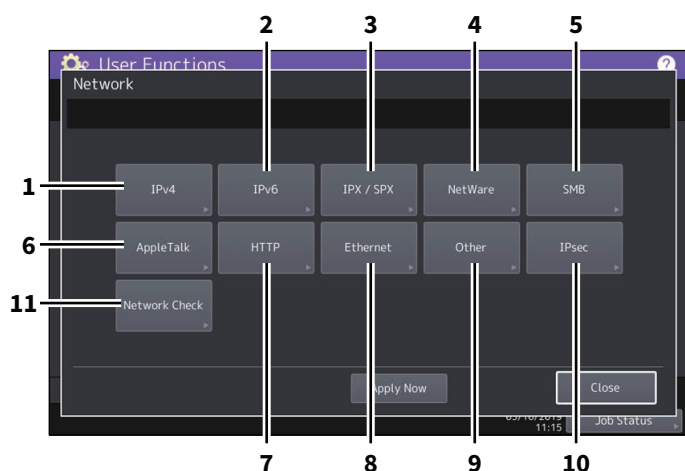 2 3 4 5
User Functions ?
Network
1 IPv4 IPv6 IPX / SPX NetWare SMB
6 AppleTalk HTTP Ethernet Other IPsec
11 Network Check
Apply Now Close
11:15 Job Status
7 8 9 10